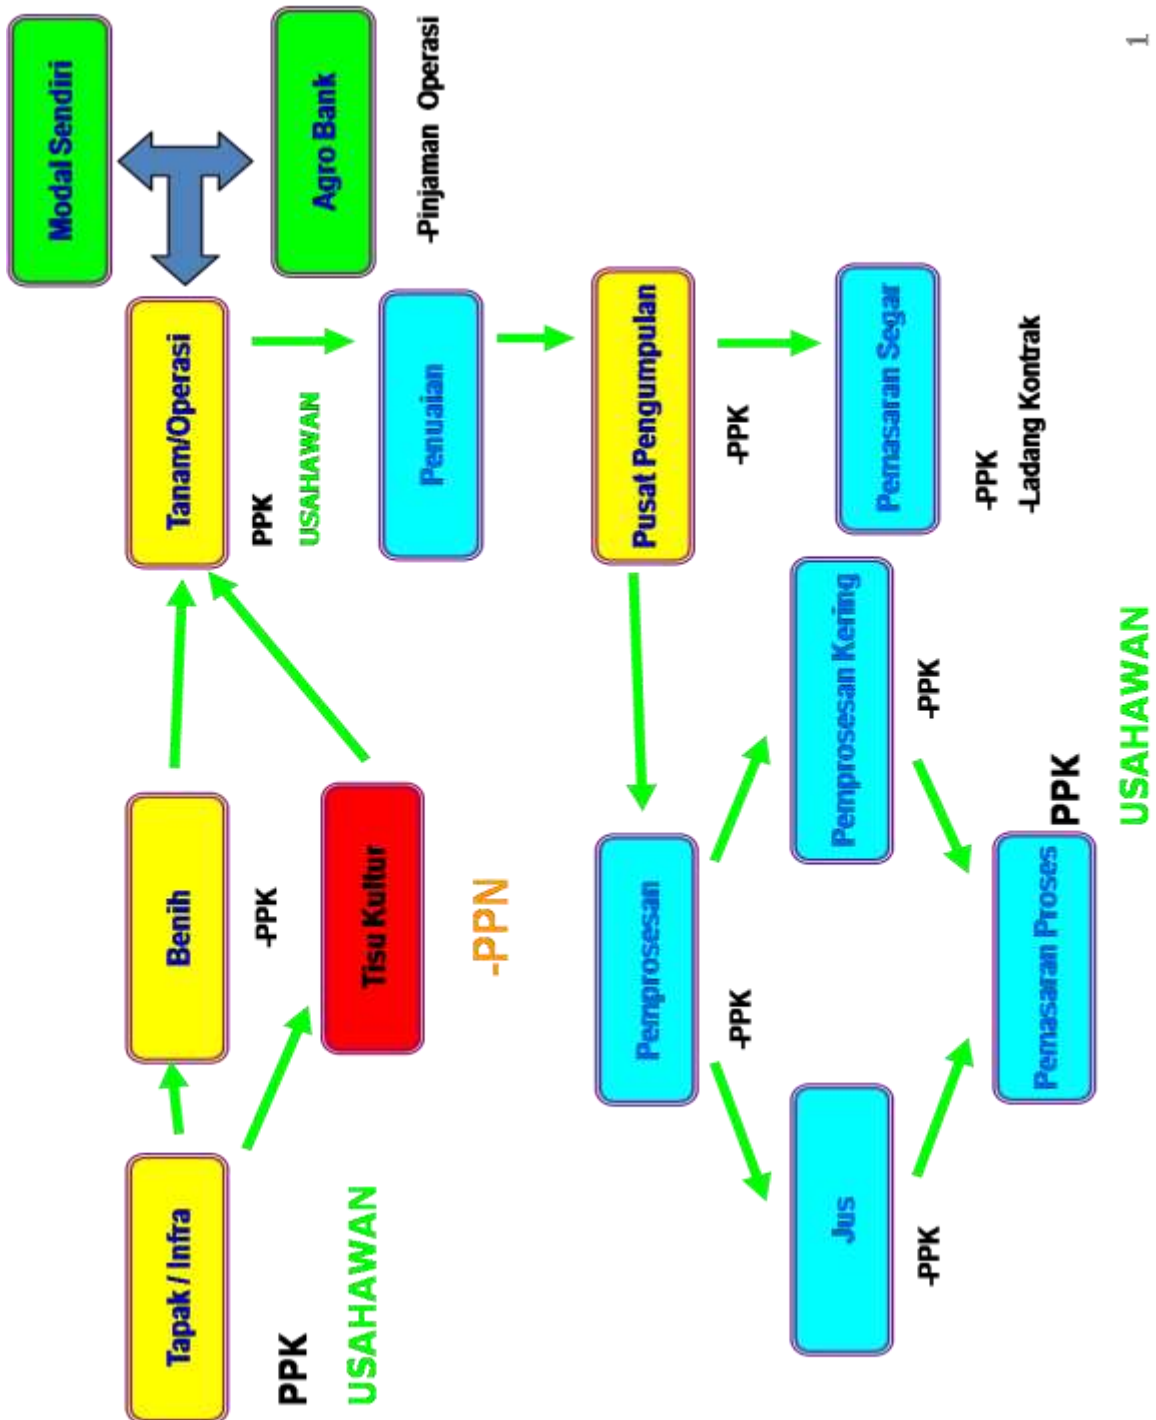 Modal Sendiri
Agro Bank
-Pinjaman Operasi
Tapak / Infra
PPK
USAHAWAN
Benih
-PPK
Tisu Kultur
-PPN
Tanam/Operasi
PPK
USAHAWAN
Penuaian
Pusat Pengumpulan
-PPK
Pemasaran Segar
-PPK
-Ladang Kontrak
Pemprosesan
-PPK
Pemprosesan Kering
-PPK
Jus
-PPK
Pemasaran Proses
PPK
USAHAWAN
1